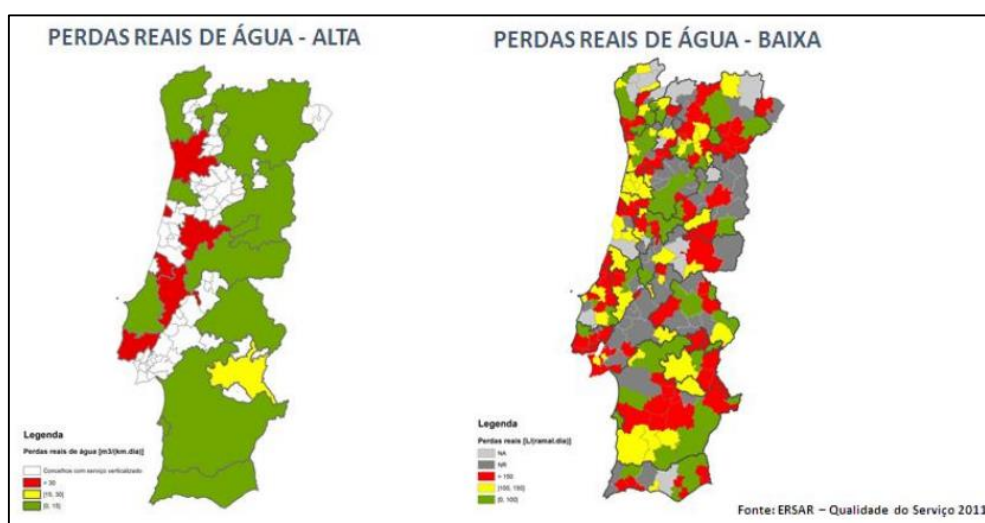 PERDAS REAIS DE ÁGUA - ALTA
Legenda
Perdas reais de água [m3/(km.dia)]
Concelhos com serviço verticalizado
> 30
[15, 30]
[0, 15[
PERDAS REAIS DE ÁGUA - BAIXA
Legenda
Perdas reais [L/(ramal.dia)]
NA
NR
> 150
[100, 150]
[0, 100[
Fonte: ERSAR – Qualidade do Serviço 2011